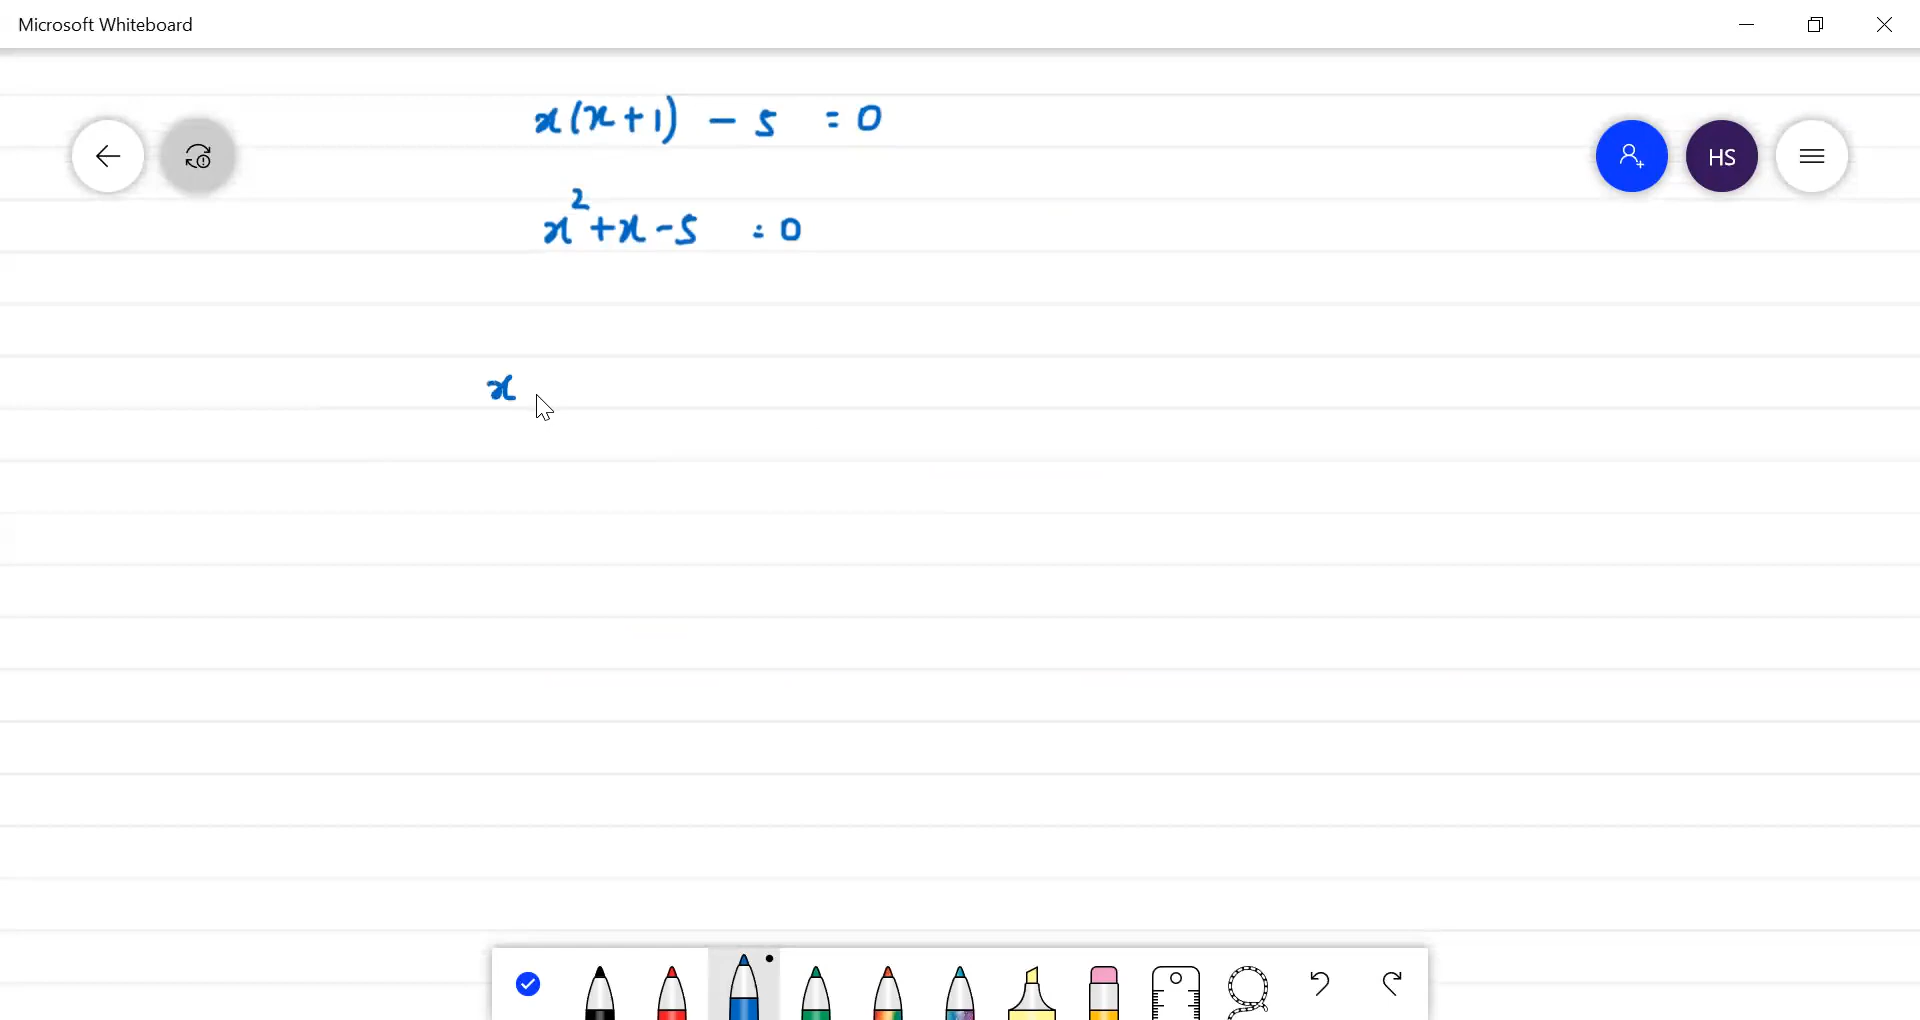 Microsoft Whiteboard
x(x+1) - 5 = 0
HS
x²+x-5 = 0
x